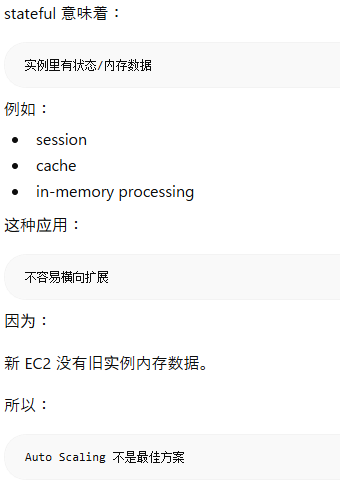 stateful 意味着：
实例里有状态/内存数据
例如：
session
cache
in-memory processing
这种应用：
不容易横向扩展
因为：
新 EC2 没有旧实例内存数据。
所以：
Auto Scaling 不是最佳方案